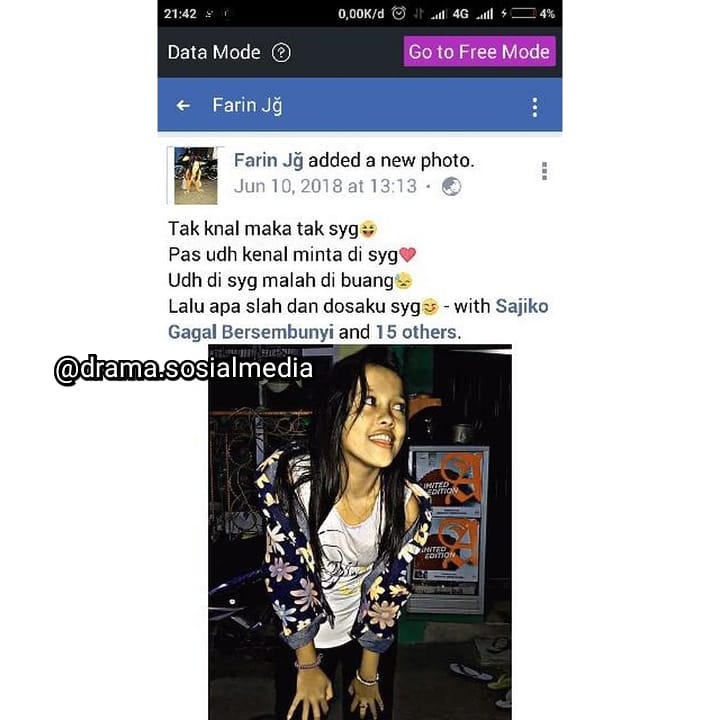 21:42 0,00K/d 4G 4%
Data Mode ? Go to Free Mode
Farin Jğ
Farin Jğ added a new photo.
Jun 10, 2018 at 13:13 ·
Tak knal maka tak syg😝
Pas udh kenal minta di syg❤
Udh di syg malah di buang😓
Lalu apa slah dan dosaku syg😊 - with Sajiko
Gagal Bersembunyi and 15 others.
@drama.sosialmedia
LIMITED
EDITION
LIMITED
EDITION